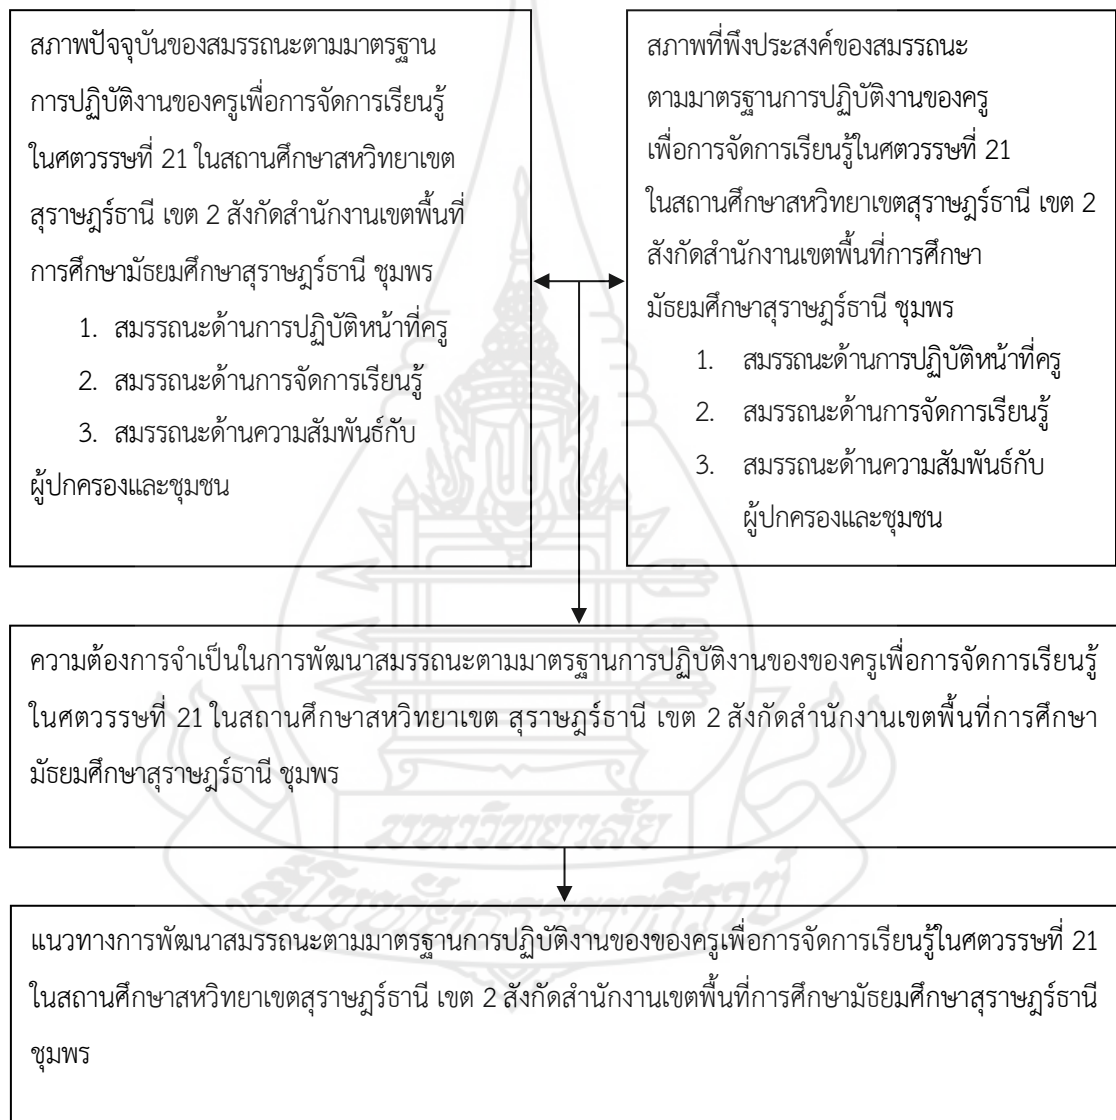 สภาพปัจจุบันของสมรรถนะตามมาตรฐาน
การปฏิบัติงานของครูเพื่อการจัดการเรียนรู้
ในศตวรรษที่ 21 ในสถานศึกษาสหวิทยาเขต
สุราษฎร์ธานี เขต 2 สังกัดสำนักงานเขตพื้นที่
การศึกษามัธยมศึกษาสุราษฎร์ธานี ชุมพร
1. สมรรถนะด้านการปฏิบัติหน้าที่ครู
2. สมรรถนะด้านการจัดการเรียนรู้
3. สมรรถนะด้านความสัมพันธ์กับ
ผู้ปกครองและชุมชน
สภาพที่พึงประสงค์ของสมรรถนะ
ตามมาตรฐานการปฏิบัติงานของครู
เพื่อการจัดการเรียนรู้ในศตวรรษที่ 21
ในสถานศึกษาสหวิทยาเขตสุราษฎร์ธานี เขต 2
สังกัดสำนักงานเขตพื้นที่การศึกษา
มัธยมศึกษาสุราษฎร์ธานี ชุมพร
1. สมรรถนะด้านการปฏิบัติหน้าที่ครู
2. สมรรถนะด้านการจัดการเรียนรู้
3. สมรรถนะด้านความสัมพันธ์กับ
ผู้ปกครองและชุมชน
ความต้องการจำเป็นในการพัฒนาสมรรถนะตามมาตรฐานการปฏิบัติงานของของครูเพื่อการจัดการเรียนรู้
ในศตวรรษที่ 21 ในสถานศึกษาสหวิทยาเขต สุราษฎร์ธานี เขต 2 สังกัดสำนักงานเขตพื้นที่การศึกษา
มัธยมศึกษาสุราษฎร์ธานี ชุมพร
มหาวิทยาลัย
สุโขทัยธรรมาธิราช
แนวทางการพัฒนาสมรรถนะตามมาตรฐานการปฏิบัติงานของของครูเพื่อการจัดการเรียนรู้ในศตวรรษที่ 21
ในสถานศึกษาสหวิทยาเขตสุราษฎร์ธานี เขต 2 สังกัดสำนักงานเขตพื้นที่การศึกษามัธยมศึกษาสุราษฎร์ธานี
ชุมพร